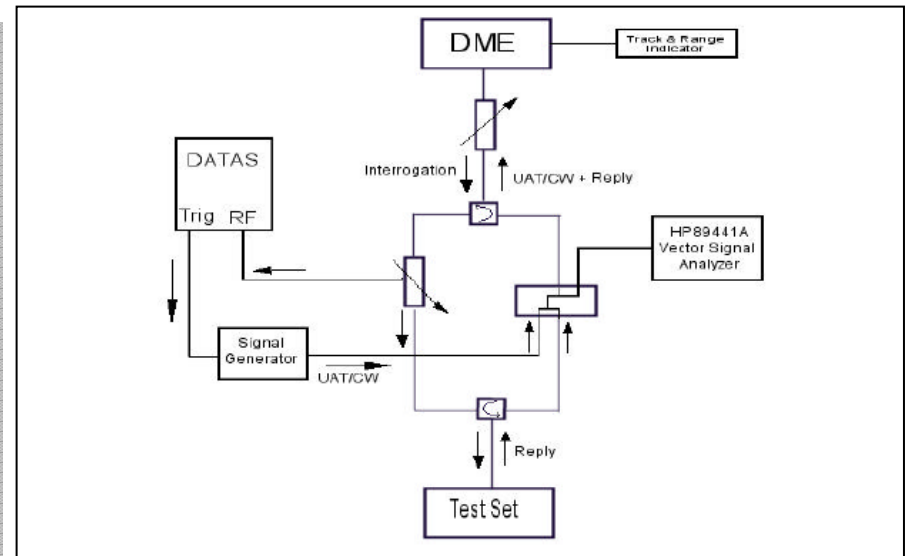 DME
Track & Range
Indicator
DATAS
Trig RF
Interrogation
UAT/CW + Reply
HP89441A
Vector Signal
Analyzer
Signal
Generator
UAT/CW
Reply
Test Set